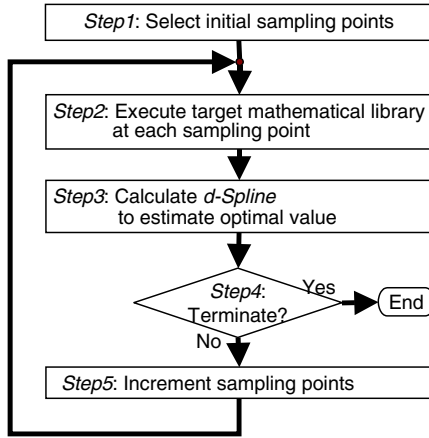 Step1: Select initial sampling points
Step2: Execute target mathematical library
at each sampling point
Step3: Calculate d-Spline
to estimate optimal value
Step4:
Terminate?
Yes
End
No
Step5: Increment sampling points